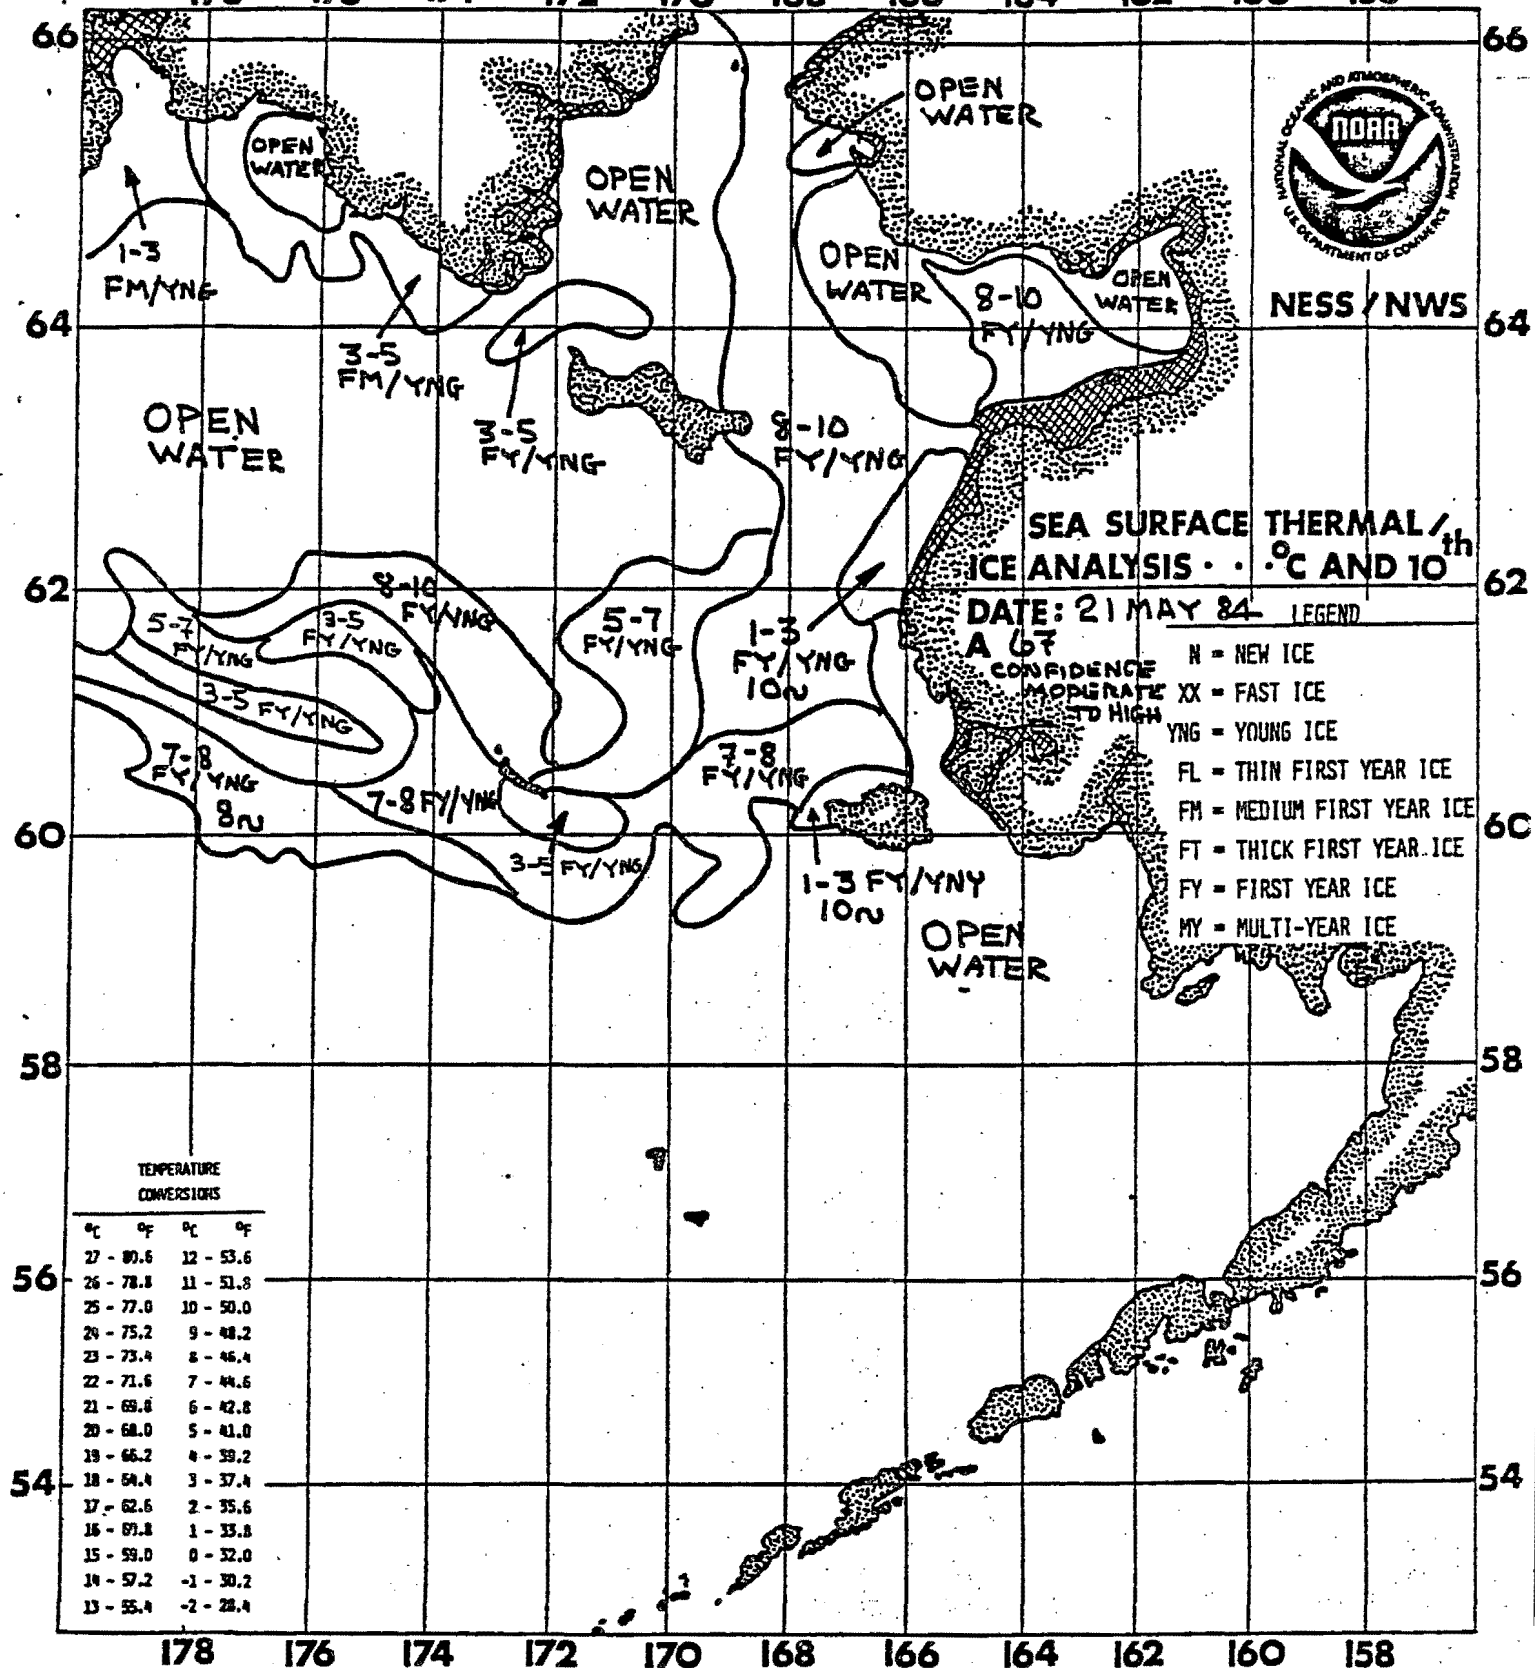 66
66
OPEN
WATER
NATIONAL OCEANIC AND ATMOSPHERIC ADMINISTRATION
NOAA
U.S. DEPARTMENT OF COMMERCE
OPEN
WATER
OPEN
WATER
1-3
FM/YNG
OPEN
WATER
OPEN
WATER
8-10
FY/YNG
NESS / NWS
64
64
3-5
FM/YNG
3-5
FY/YNG
OPEN
WATER
8-10
FY/YNG
SEA SURFACE THERMAL/
ICE ANALYSIS · · · °C AND 10th
62
62
DATE: 21 MAY 84
A 67
CONFIDENCE
MODERATE
TO HIGH
LEGEND
N = NEW ICE
XX = FAST ICE
YNG = YOUNG ICE
FL = THIN FIRST YEAR ICE
FM = MEDIUM FIRST YEAR ICE
FT = THICK FIRST YEAR ICE
FY = FIRST YEAR ICE
MY = MULTI-YEAR ICE
8-10
FY/YNG
5-7
FY/YNG
3-5
FY/YNG
5-7
FY/YNG
1-3
FY/YNG
10~
3-5 FY/YNG
7-8
FY/YNG
8~
7-8 FY/YNG
7-8
FY/YNG
60
60
3-5 FY/YNG
1-3 FY/YNY
10~
OPEN
WATER
58
58
TEMPERATURE
CONVERSIONS
°C °F °C °F
27 - 80.6 12 - 53.6
26 - 78.8 11 - 51.8
25 - 77.0 10 - 50.0
24 - 75.2 9 - 48.2
23 - 73.4 8 - 46.4
22 - 71.6 7 - 44.6
21 - 69.8 6 - 42.8
20 - 68.0 5 - 41.0
19 - 66.2 4 - 39.2
18 - 64.4 3 - 37.4
17 - 62.6 2 - 35.6
16 - 60.8 1 - 33.8
15 - 59.0 0 - 32.0
14 - 57.2 -1 - 30.2
13 - 55.4 -2 - 28.4
56
56
54
54
178 176 174 172 170 168 166 164 162 160 158